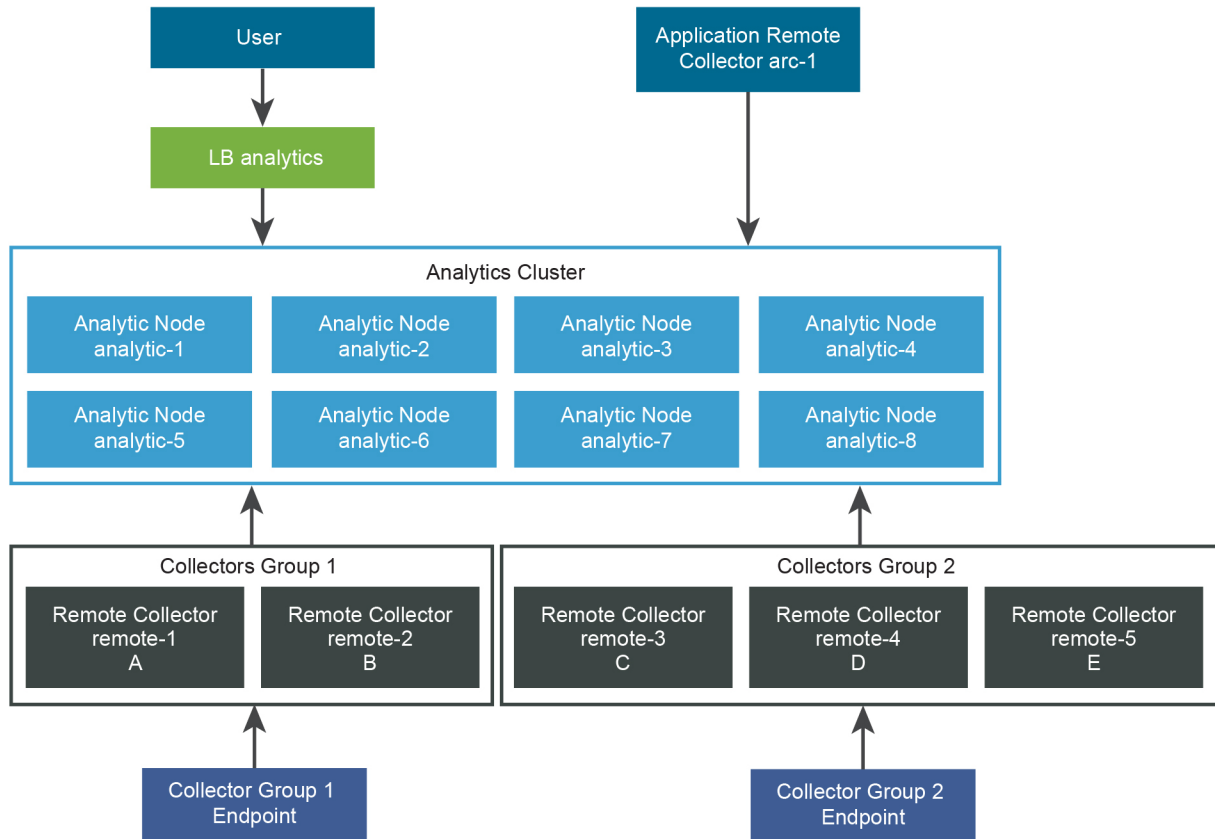 User
Application Remote
Collector arc-1
LB analytics
Analytics Cluster
Analytic Node
analytic-1
Analytic Node
analytic-2
Analytic Node
analytic-3
Analytic Node
analytic-4
Analytic Node
analytic-5
Analytic Node
analytic-6
Analytic Node
analytic-7
Analytic Node
analytic-8
Collectors Group 1
Remote Collector
remote-1
A
Remote Collector
remote-2
B
Collectors Group 2
Remote Collector
remote-3
C
Remote Collector
remote-4
D
Remote Collector
remote-5
E
Collector Group 1
Endpoint
Collector Group 2
Endpoint